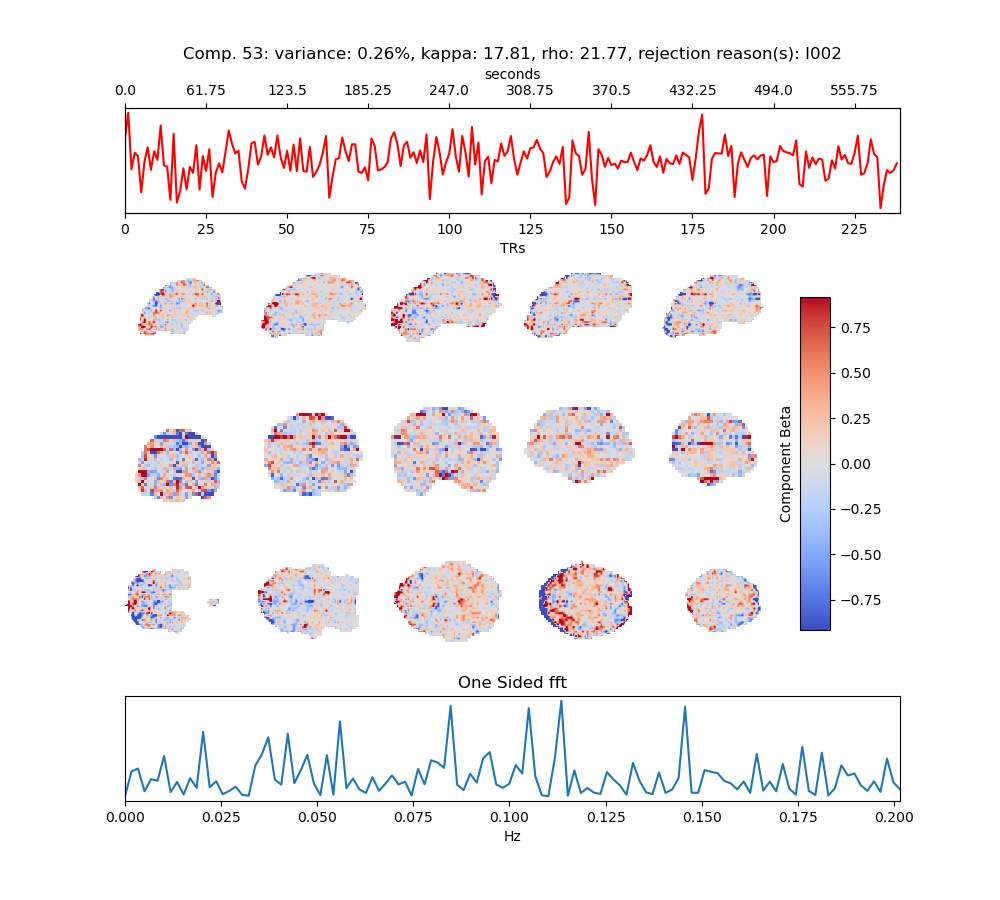 Comp. 53: variance: 0.26%, kappa: 17.81, rho: 21.77, rejection reason(s): I002
seconds
0.0 61.75 123.5 185.25 247.0 308.75 370.5 432.25 494.0 555.75
0 25 50 75 100 125 150 175 200 225
TRs
0.75
0.50
0.25
0.00
−0.25
−0.50
−0.75
Component Beta
One Sided fft
0.000 0.025 0.050 0.075 0.100 0.125 0.150 0.175 0.200
Hz